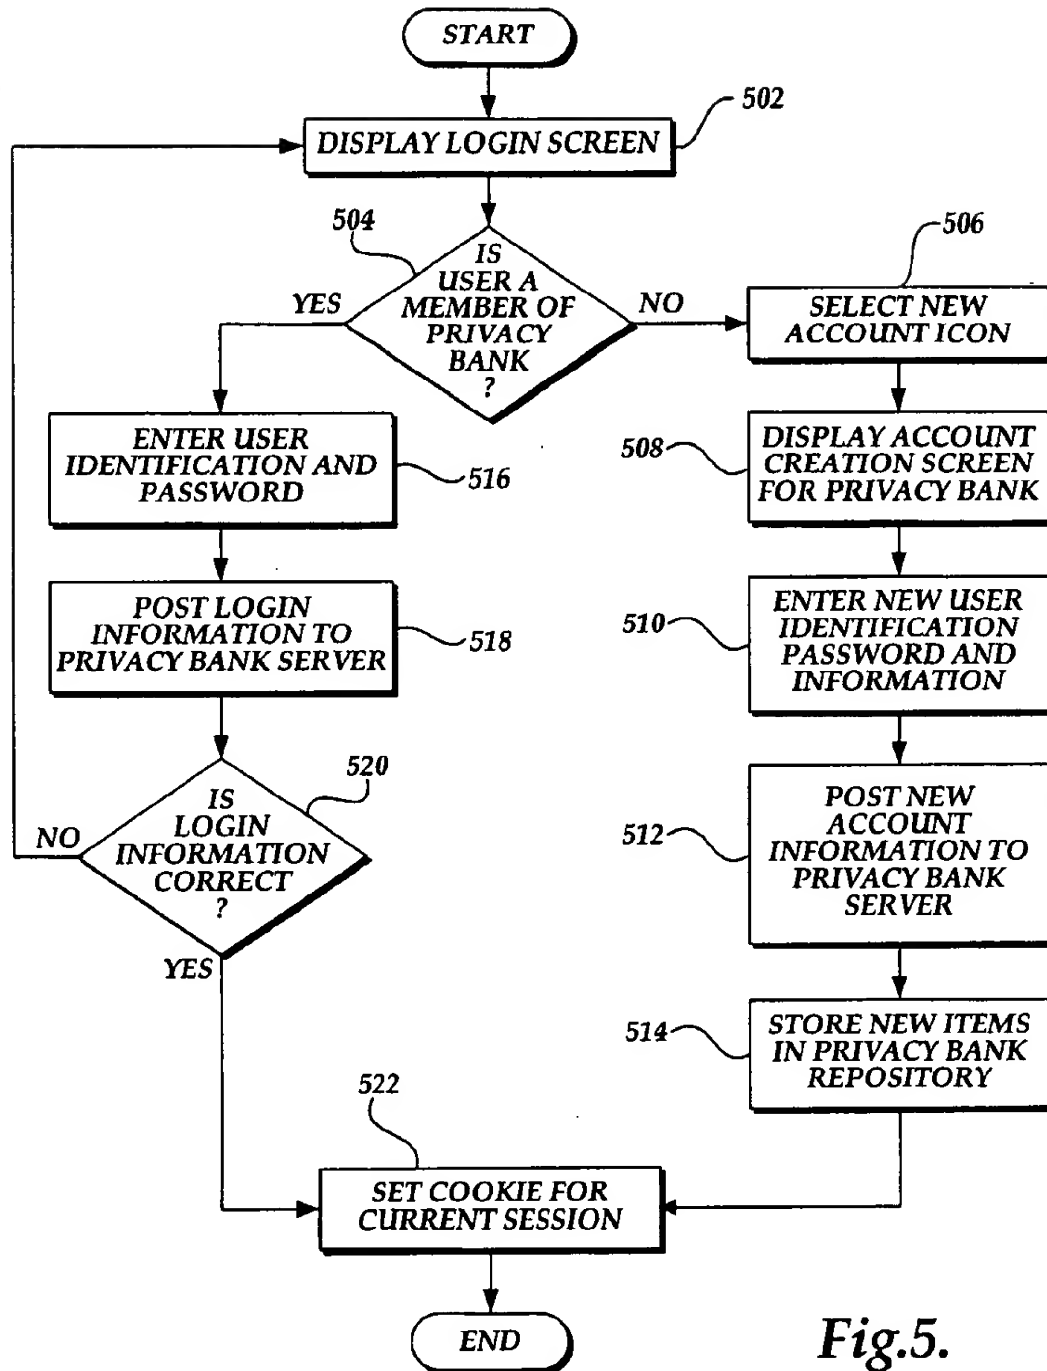 START
502
DISPLAY LOGIN SCREEN
504
IS
USER A
MEMBER OF
PRIVACY
BANK
?
YES
NO
506
SELECT NEW
ACCOUNT ICON
ENTER USER
IDENTIFICATION AND
PASSWORD
516
508
DISPLAY ACCOUNT
CREATION SCREEN
FOR PRIVACY BANK
POST LOGIN
INFORMATION TO
PRIVACY BANK SERVER
518
510
ENTER NEW USER
IDENTIFICATION
PASSWORD AND
INFORMATION
520
IS
LOGIN
INFORMATION
CORRECT
?
NO
YES
512
POST NEW
ACCOUNT
INFORMATION TO
PRIVACY BANK
SERVER
514
STORE NEW ITEMS
IN PRIVACY BANK
REPOSITORY
522
SET COOKIE FOR
CURRENT SESSION
END
Fig.5.